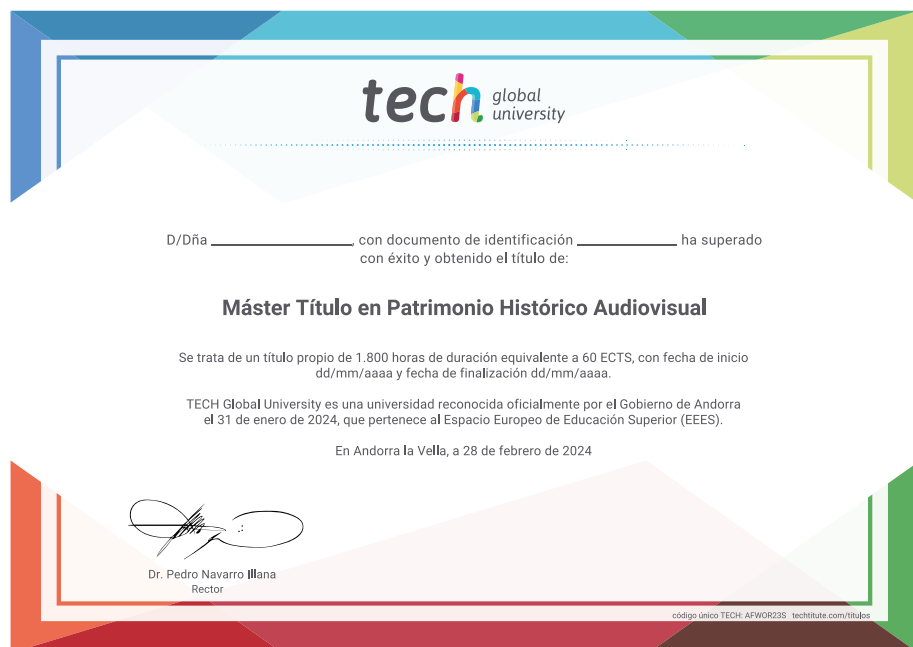 tech global
university
D/Dña ______________, con documento de identificación __________ ha superado
con éxito y obtenido el título de:
Máster Título en Patrimonio Histórico Audiovisual
Se trata de un título propio de 1.800 horas de duración equivalente a 60 ECTS, con fecha de inicio
dd/mm/aaaa y fecha de finalización dd/mm/aaaa.
TECH Global University es una universidad reconocida oficialmente por el Gobierno de Andorra
el 31 de enero de 2024, que pertenece al Espacio Europeo de Educación Superior (EEES).
En Andorra la Vella, a 28 de febrero de 2024
Dr. Pedro Navarro Illana
Rector
código único TECH: AFWOR23S techtitute.com/titulos